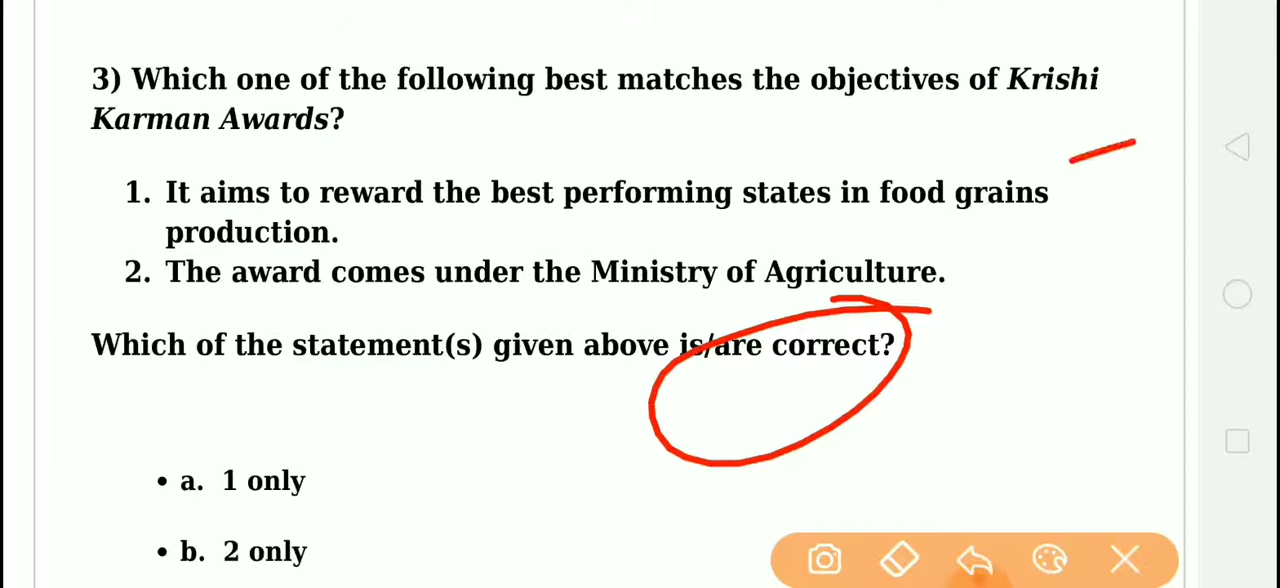 3) Which one of the following best matches the objectives of Krishi
Karman Awards?
1. It aims to reward the best performing states in food grains
production.
2. The award comes under the Ministry of Agriculture.
Which of the statement(s) given above is/are correct?
• a. 1 only
• b. 2 only